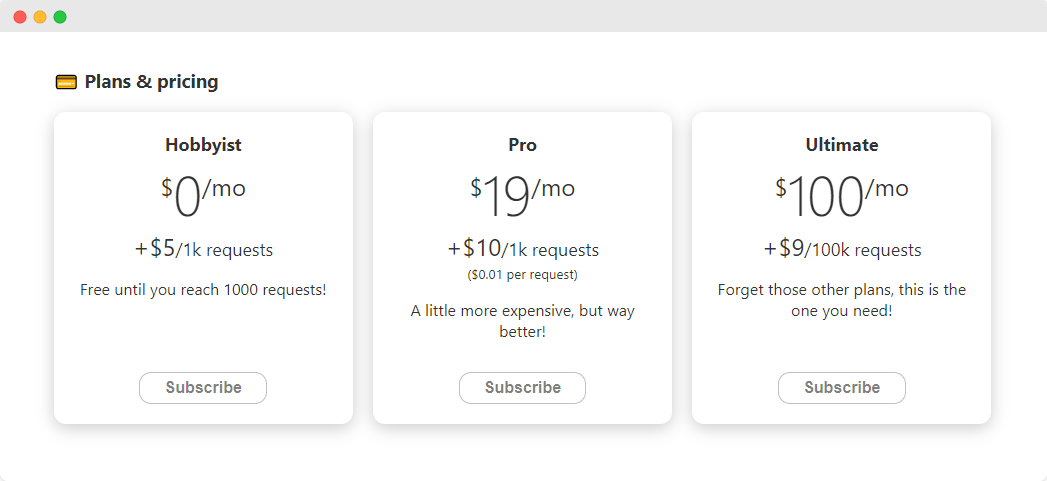 💳 Plans & pricing
Hobbyist
$0/mo
+$5/1k requests
Free until you reach 1000 requests!
Subscribe
Pro
$19/mo
+$10/1k requests
($0.01 per request)
A little more expensive, but way
better!
Subscribe
Ultimate
$100/mo
+$9/100k requests
Forget those other plans, this is the
one you need!
Subscribe